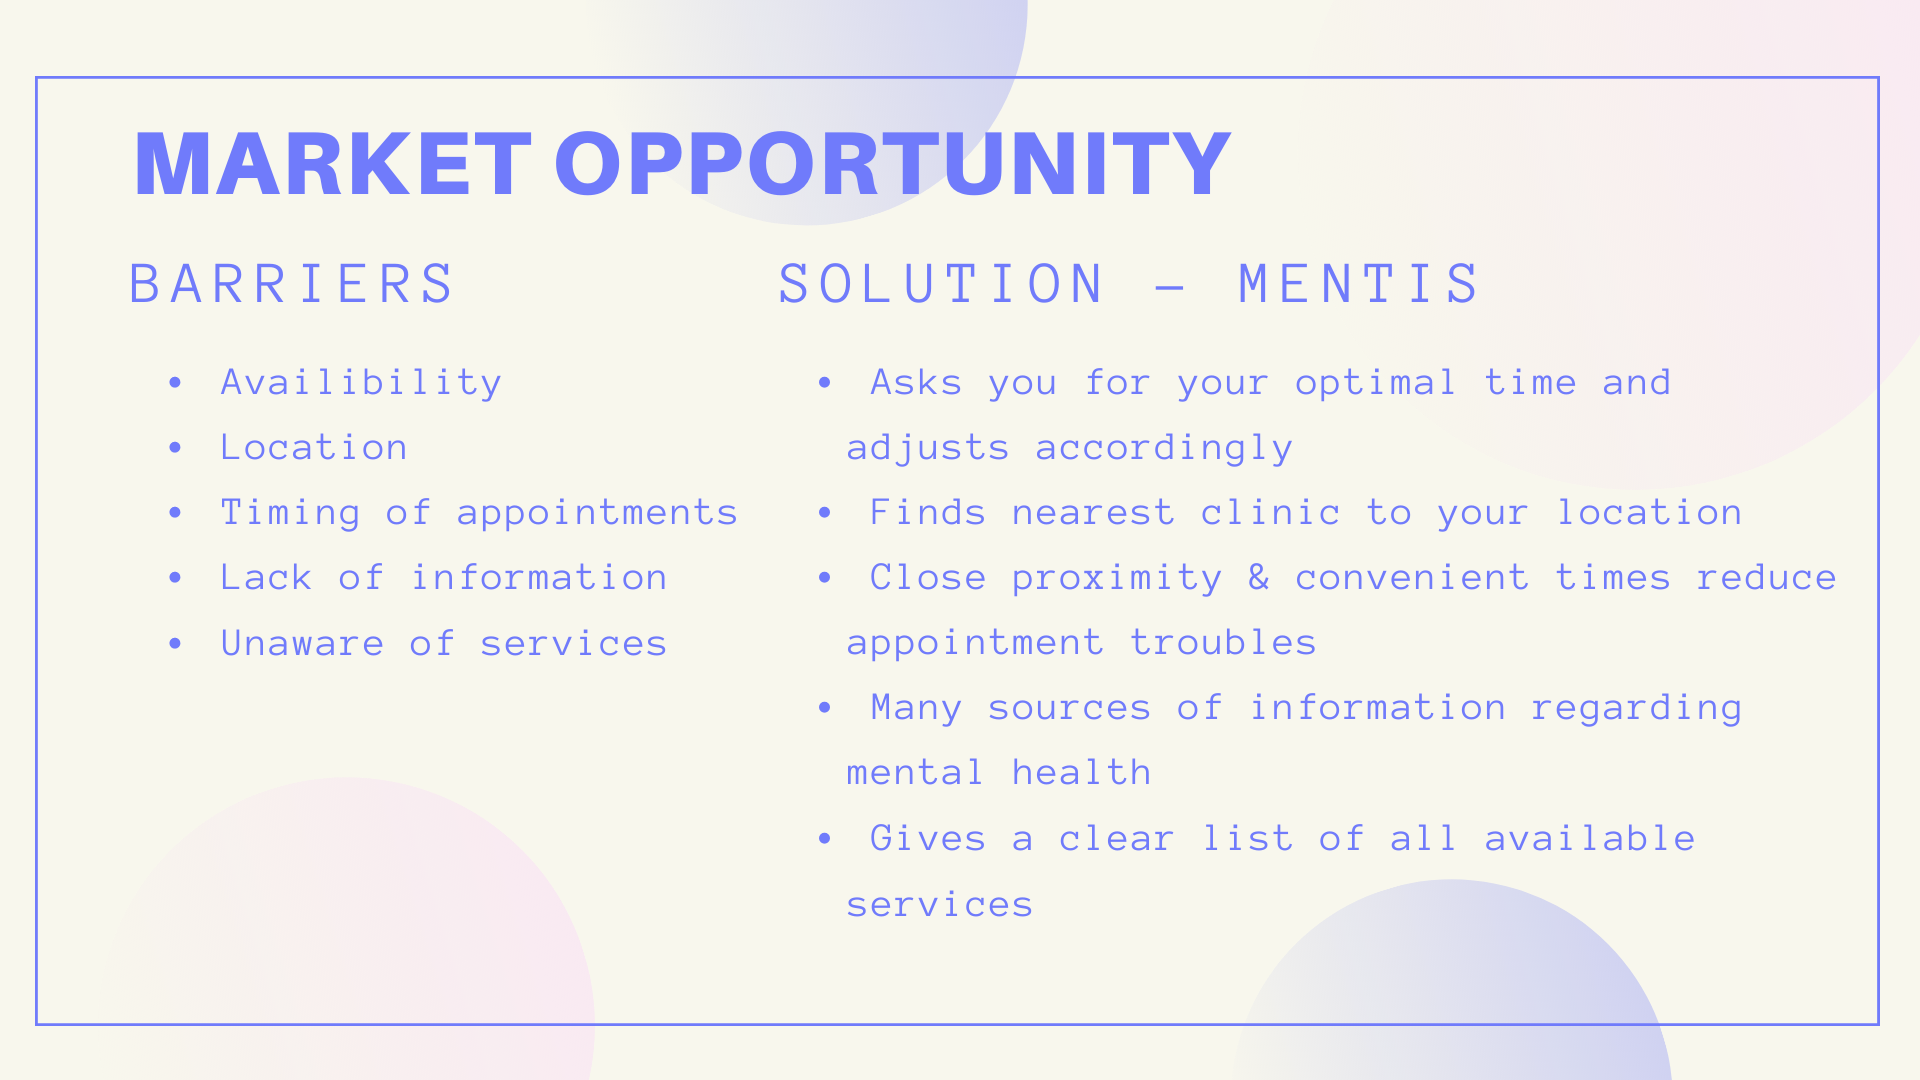 MARKET OPPORTUNITY
BARRIERS
• Availibility
• Location
• Timing of appointments
• Lack of information
• Unaware of services
SOLUTION – MENTIS
• Asks you for your optimal time and
adjusts accordingly
• Finds nearest clinic to your location
• Close proximity & convenient times reduce
appointment troubles
• Many sources of information regarding
mental health
• Gives a clear list of all available
services